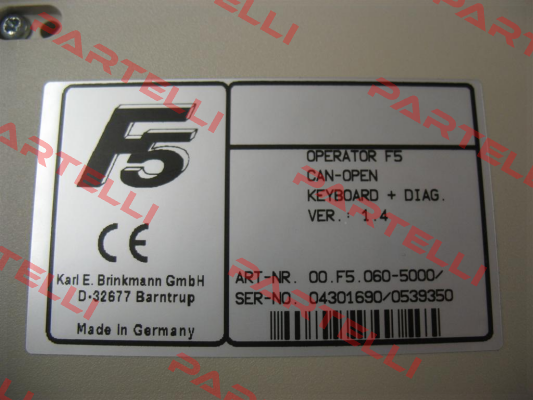 F5
CE
Karl E. Brinkmann GmbH
D-32677 Barntrup
Made in Germany
OPERATOR F5
CAN-OPEN
KEYBOARD + DIAG.
VER.: 1.4
ART-NR. 00.F5.060-5000/
SER-NO. 04301690/0539350
PARTELLI
PARTELLI
PARTELLI
PARTELLI
PARTELLI
PARTELLI
PARTELLI